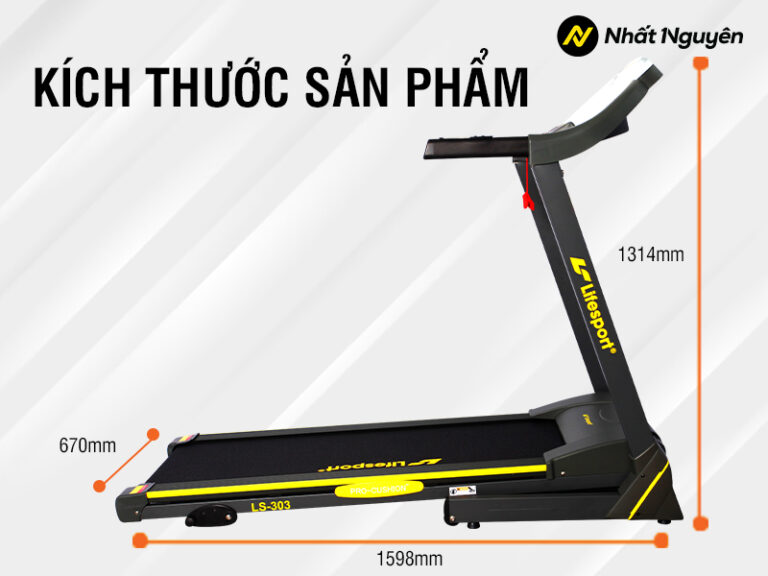 Nhất Nguyên
KÍCH THƯỚC SẢN PHẨM
1314mm
Lifesport®
670mm
Lifesport®
PRO-CUSHION
LS-303
1598mm